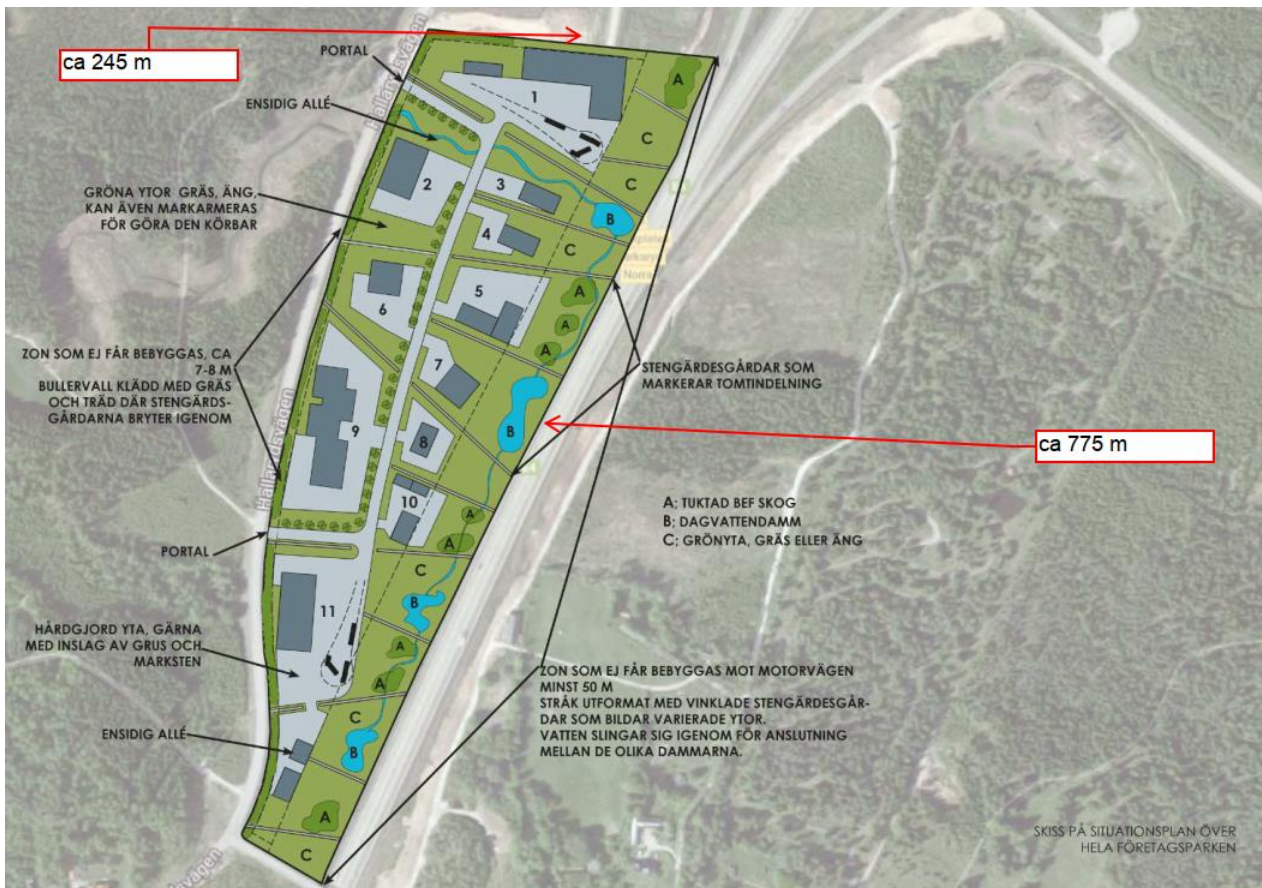 ca 245 m
PORTAL
Hallandsvägen
ENSIDIG ALLÉ
GRÖNA YTOR GRÄS, ÄNG,
KAN ÄVEN MARKARMERAS
FÖR GÖRA DEN KÖRBAR
ZON SOM EJ FÅR BEBYGGAS, CA
7-8 M
BULLERVALL KLÄDD MED GRÄS
OCH TRÄD DÄR STENGÄRDS-
GÅRDARNA BRYTER IGENOM
Hallandsvägen
PORTAL
HÅRDGJORD YTA, GÄRNA
MED INSLAG AV GRUS OCH
MARKSTEN
ENSIDIG ALLÉ
1
2
3
4
5
6
7
8
9
10
11
A
C
C
B
C
A
A
A
B
A
A
C
B
A
A
C
B
A
C
Norra
STENGÄRDESGÅRDAR SOM
MARKERAR TOMTINDELNING
ca 775 m
A; TUKTAD BEF SKOG
B; DAGVATTENDAMM
C; GRÖNYTA, GRÄS ELLER ÄNG
ZON SOM EJ FÅR BEBYGGAS MOT MOTORVÄGEN
MINST 50 M
STRÅK UTFORMAT MED VINKLADE STENGÄRDESGÅR-
DAR SOM BILDAR VARIERADE YTOR.
VATTEN SLINGAR SIG IGENOM FÖR ANSLUTNING
MELLAN DE OLIKA DAMMARNA.
SKISS PÅ SITUATIONSPLAN ÖVER
HELA FÖRETAGSPARKEN